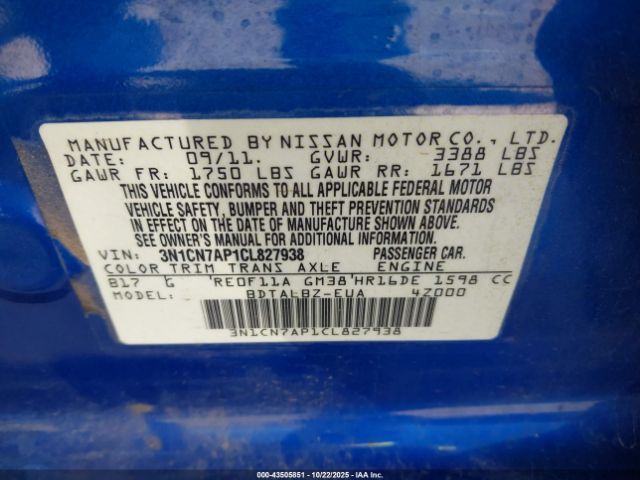 MANUFACTURED BY NISSAN MOTOR CO., LTD.
DATE: 09/11. GVWR: 3388 LBS
GAWR FR: 1750 LBS GAWR RR: 1671 LBS
THIS VEHICLE CONFORMS TO ALL APPLICABLE FEDERAL MOTOR
VEHICLE SAFETY, BUMPER AND THEFT PREVENTION STANDARDS
IN EFFECT ON THE DATE OF MANUFACTURE SHOWN ABOVE.
SEE OWNER'S MANUAL FOR ADDITIONAL INFORMATION
VIN: 3N1CN7AP1CL827938 PASSENGER CAR.
COLOR TRIM TRANS AXLE ENGINE
B17 G RE0F11A GM38 HR16DE 1598 CC
MODEL: BDTALBZ-EUA 4Z000
3N1CN7AP1CL827938
000-43505851 | 10/22/2025 | IAA Inc.